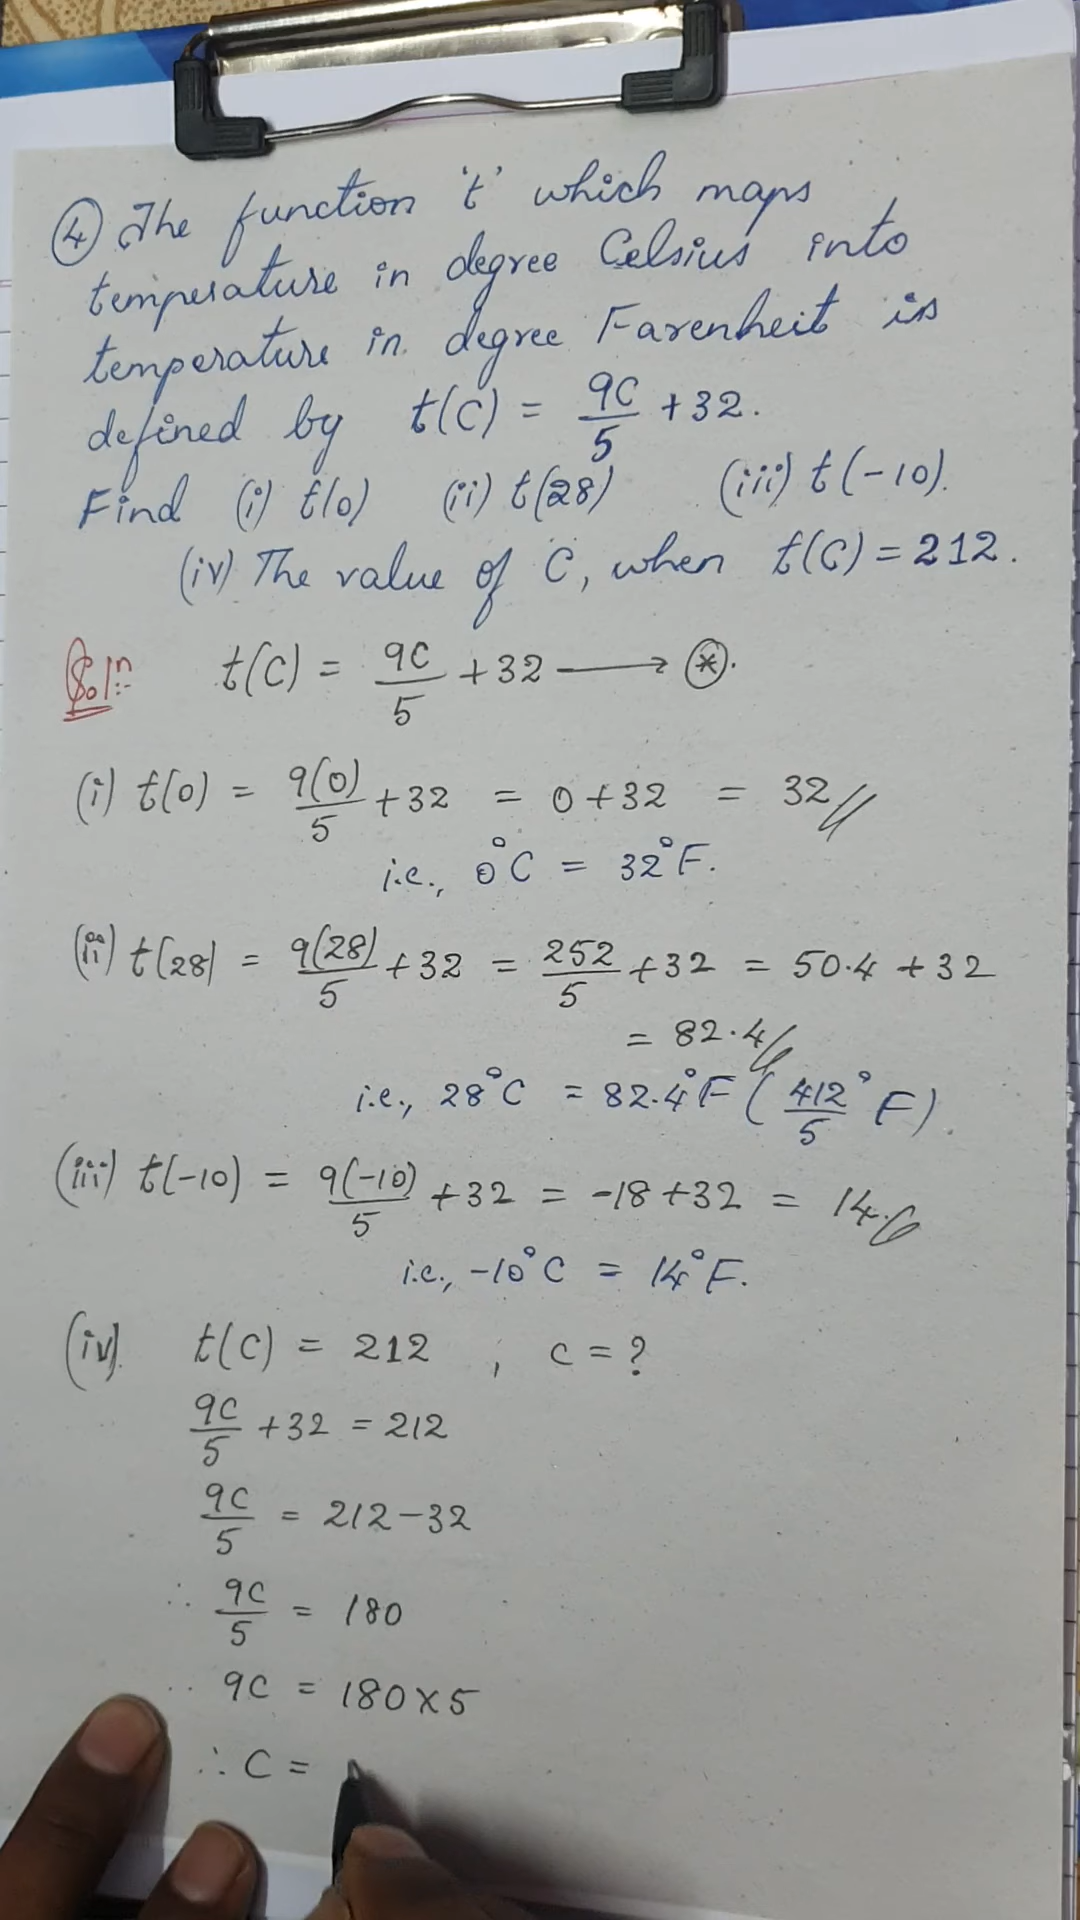 ④ The function 't' which maps
temperature in degree Celsius into
temperature in degree Farenheit is
defined by t(C) = 9C/5 + 32.
Find (i) t(0) (ii) t(28) (iii) t(-10).
(iv) The value of C, when t(C) = 212.
Soln:- t(C) = 9C/5 + 32 ⟶ ⊛.
(i) t(0) = 9(0)/5 + 32 = 0 + 32 = 32//
i.e., 0°C = 32°F.
(ii) t(28) = 9(28)/5 + 32 = 252/5 + 32 = 50.4 + 32
= 82.4//
i.e., 28°C = 82.4°F (412/5 °F).
(iii) t(-10) = 9(-10)/5 + 32 = -18 + 32 = 14//
i.e., -10°C = 14°F.
(iv) t(C) = 212 , C = ?
9C/5 + 32 = 212
9C/5 = 212 - 32
∴ 9C/5 = 180
∴ 9C = 180 × 5
∴ C =